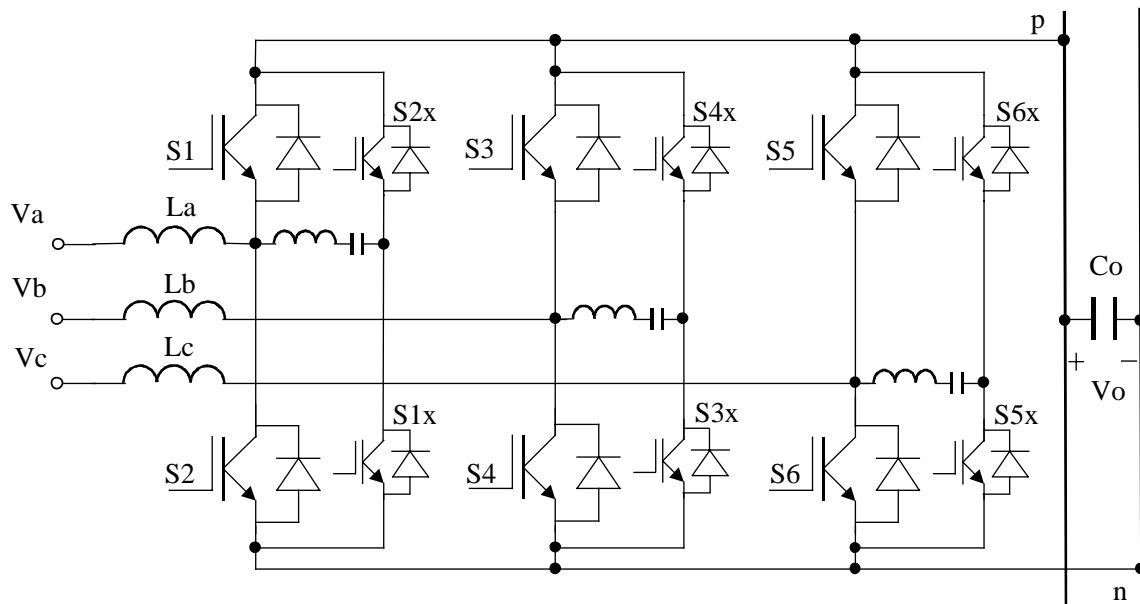 p
S2x
S4x
S6x
S1
S3
S5
Va
La
Vb
Lb
Co
Vc
Lc
+
−
Vo
S1x
S3x
S5x
S2
S4
S6
n